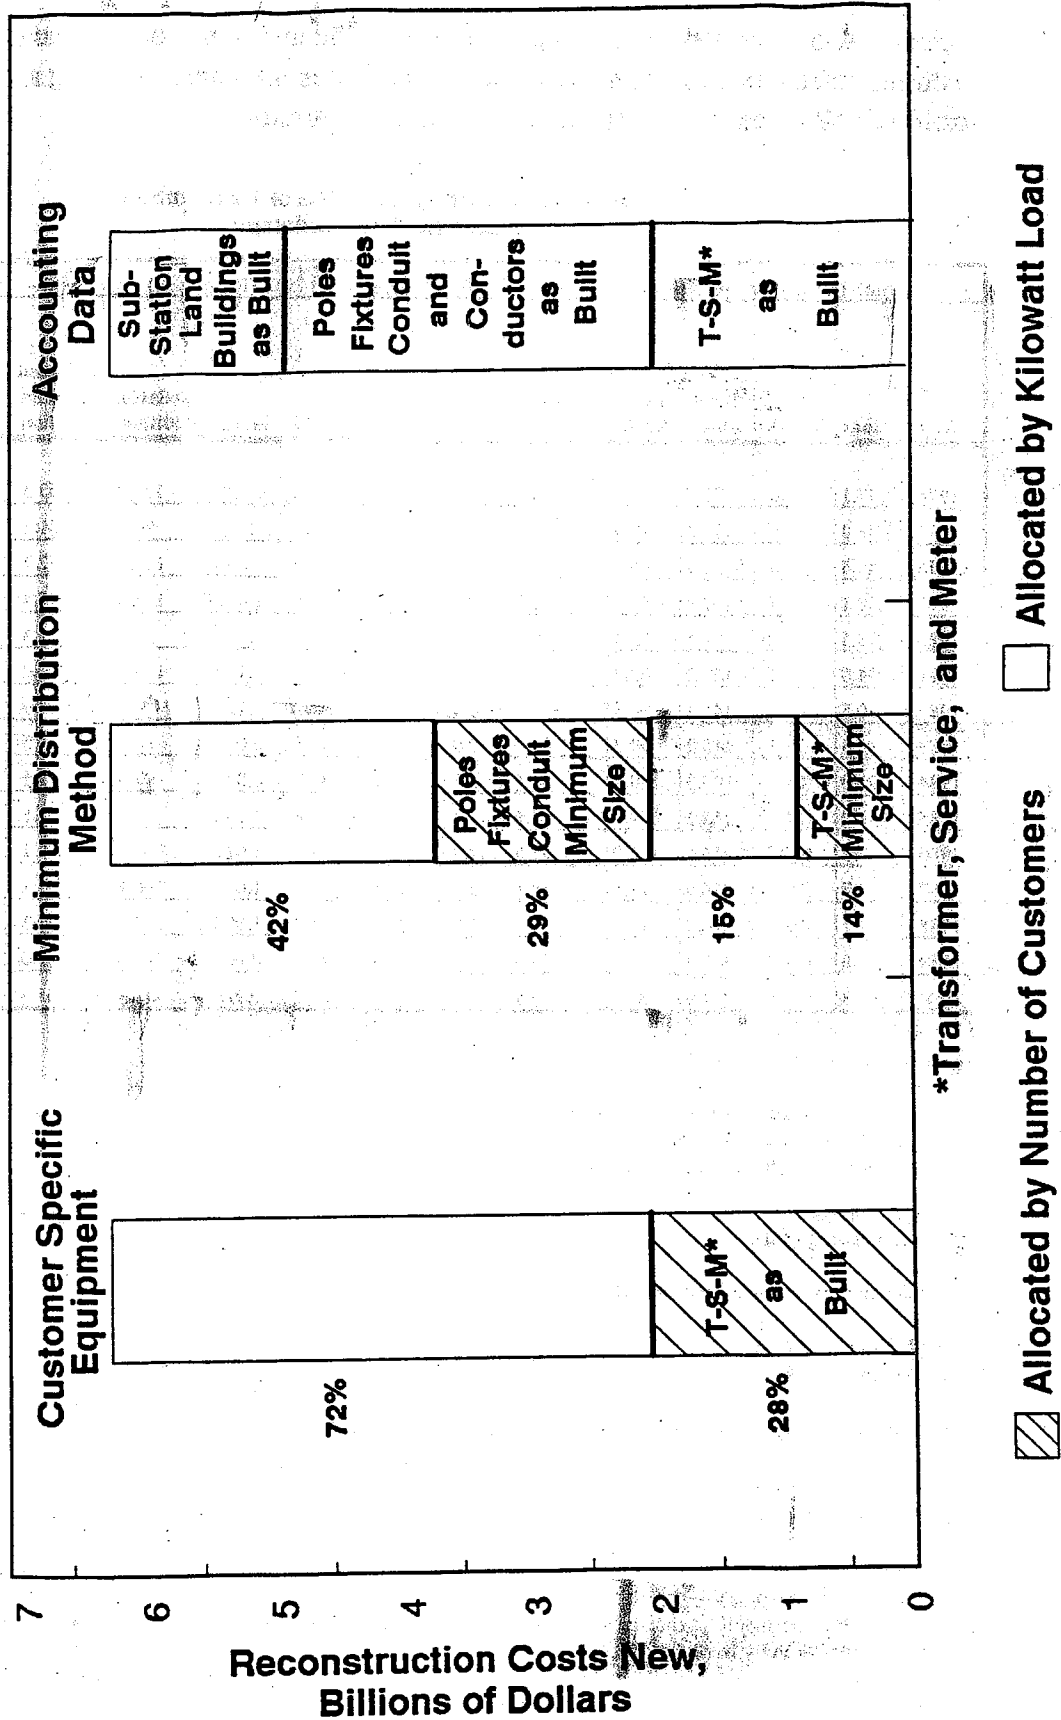 Reconstruction Costs New,
Billions of Dollars
7
6
5
4
3
2
1
0
Customer Specific
Equipment
72%
28%
T-S-M*
as
Built
Minimum Distribution
Method
42%
29%
15%
14%
Poles
Fixtures
Conduit
Minimum
Size
T-S-M*
Minimum
Size
Accounting
Data
Sub-
Station
Land
Buildings
as Built
Poles
Fixtures
Conduit
and
Con-
ductors
as
Built
T-S-M*
as
Built
*Transformer, Service, and Meter
Allocated by Number of Customers
Allocated by Kilowatt Load